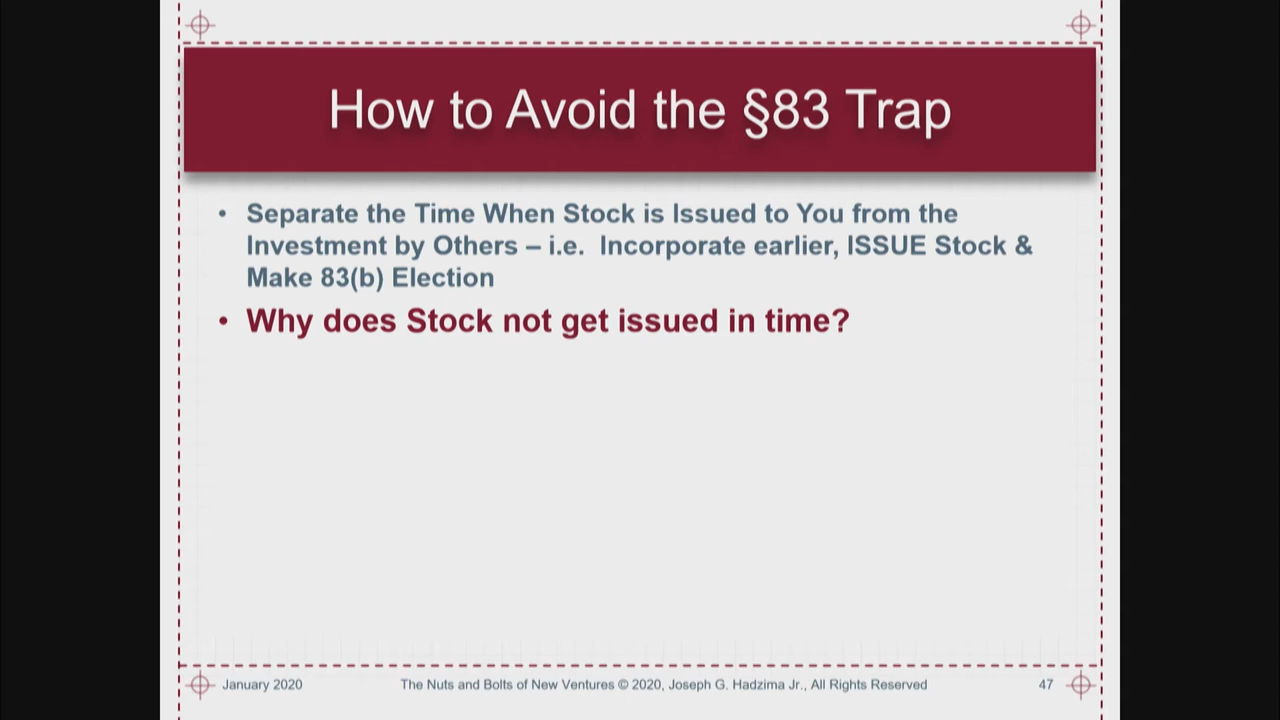 How to Avoid the §83 Trap
• Separate the Time When Stock is Issued to You from the
Investment by Others – i.e.  Incorporate earlier, ISSUE Stock &
Make 83(b) Election
• Why does Stock not get issued in time?
January 2020
The Nuts and Bolts of New Ventures © 2020, Joseph G. Hadzima Jr., All Rights Reserved
47